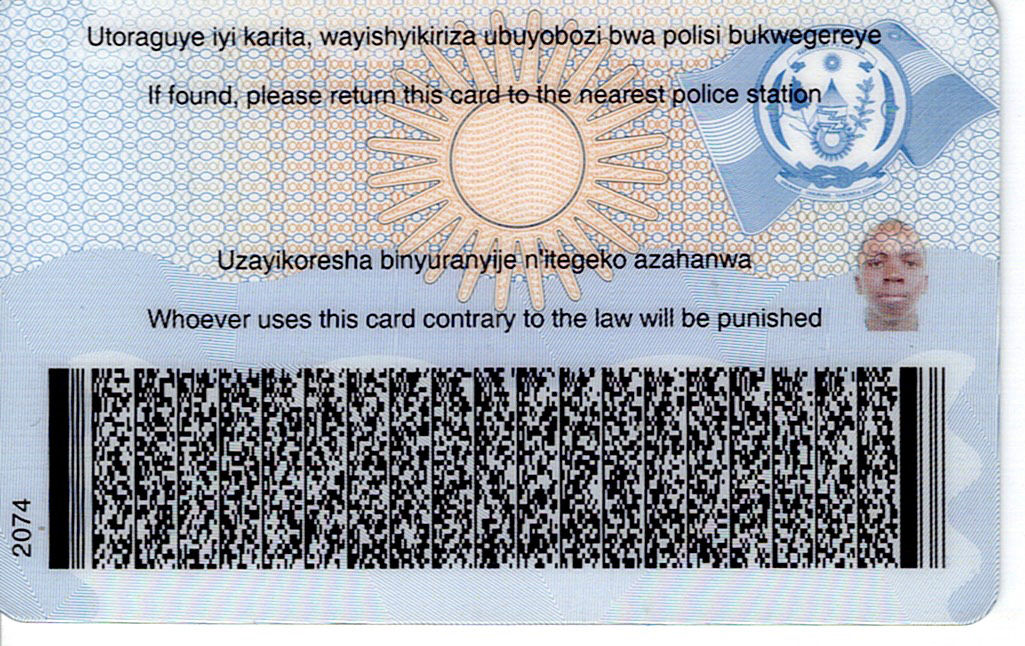 Utoraguye iyi karita, wayishyikiriza ubuyobozi bwa polisi bukwegereye
If found, please return this card to the nearest police station
Uzayikoresha binyuranyije n'itegeko azahanwa
Whoever uses this card contrary to the law will be punished
2074